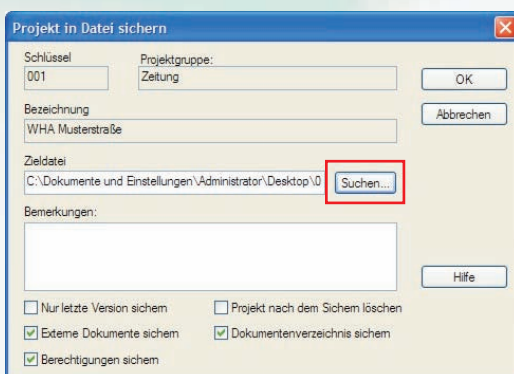 Projekt in Datei sichern
Schlüssel Projektgruppe:
001 Zeitung OK
Bezeichnung Abbrechen
WHA Musterstraße
Zieldatei
C:\Dokumente und Einstellungen\Administrator\Desktop\0 Suchen...
Bemerkungen:
Hilfe
Nur letzte Version sichern Projekt nach dem Sichern löschen
Externe Dokumente sichern Dokumentenverzeichnis sichern
Berechtigungen sichern